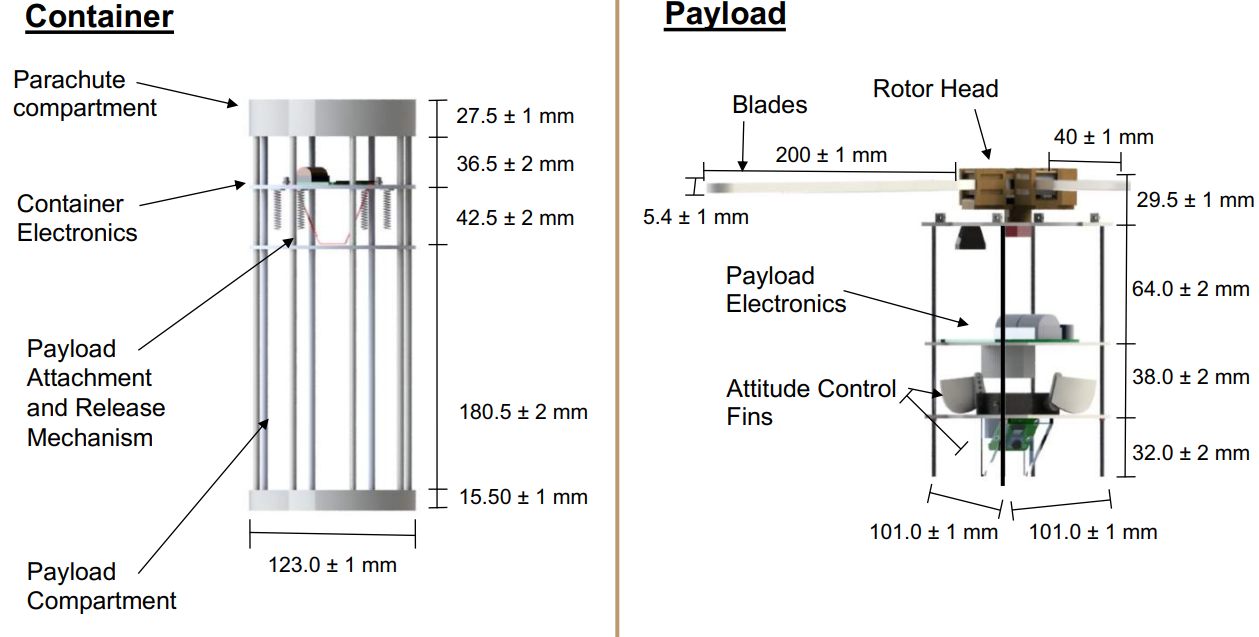 Container
Parachute
compartment
27.5 ± 1 mm
36.5 ± 2 mm
Container
Electronics
42.5 ± 2 mm
Payload
Attachment
and Release
Mechanism
180.5 ± 2 mm
15.50 ± 1 mm
123.0 ± 1 mm
Payload
Compartment
Payload
Rotor Head
Blades
40 ± 1 mm
200 ± 1 mm
29.5 ± 1 mm
5.4 ± 1 mm
Payload
Electronics
64.0 ± 2 mm
Attitude Control
Fins
38.0 ± 2 mm
32.0 ± 2 mm
101.0 ± 1 mm
101.0 ± 1 mm